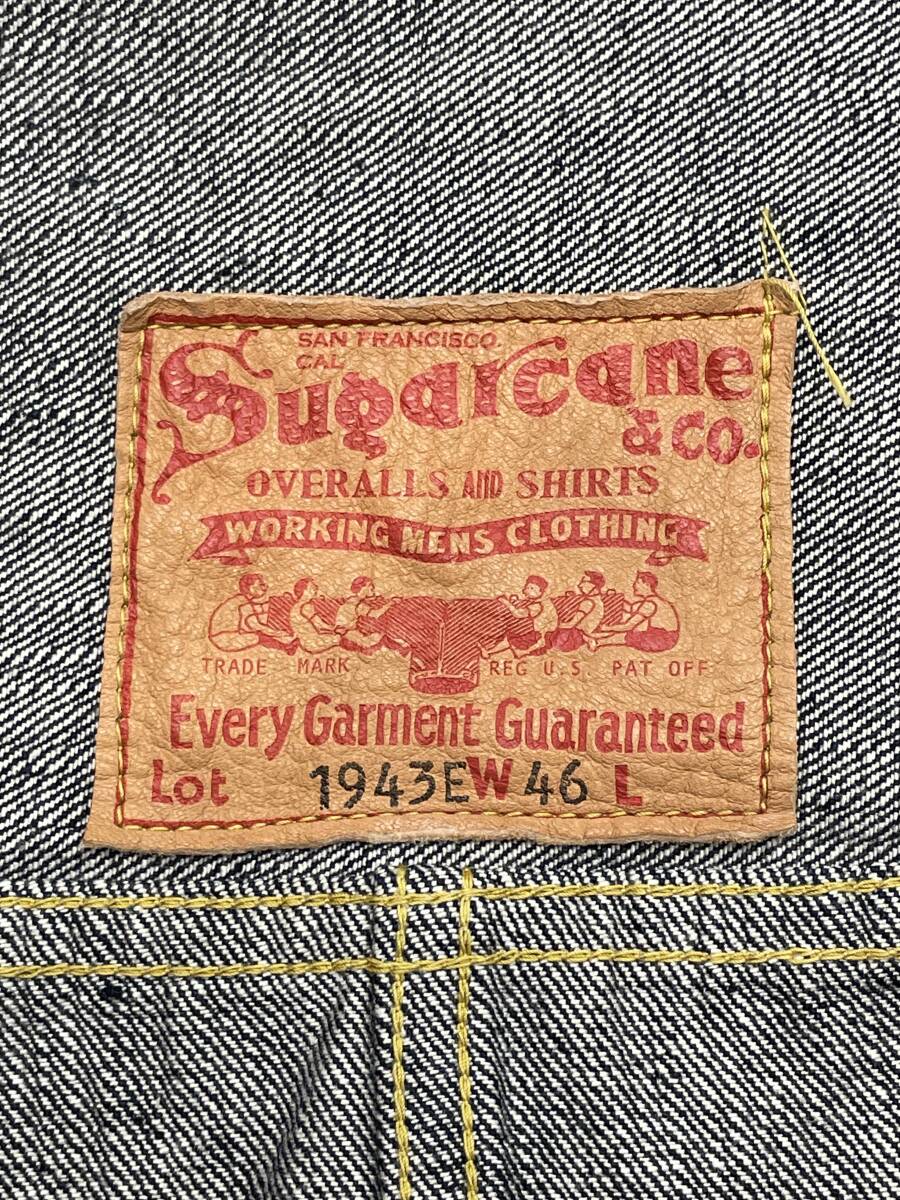 SAN FRANCISCO.
CAL
Sugarcane
& CO.
OVERALLS AND SHIRTS
WORKING MENS CLOTHING
TRADE MARK REG U.S. PAT OFF
Every Garment Guaranteed
Lot 1943E W 46 L